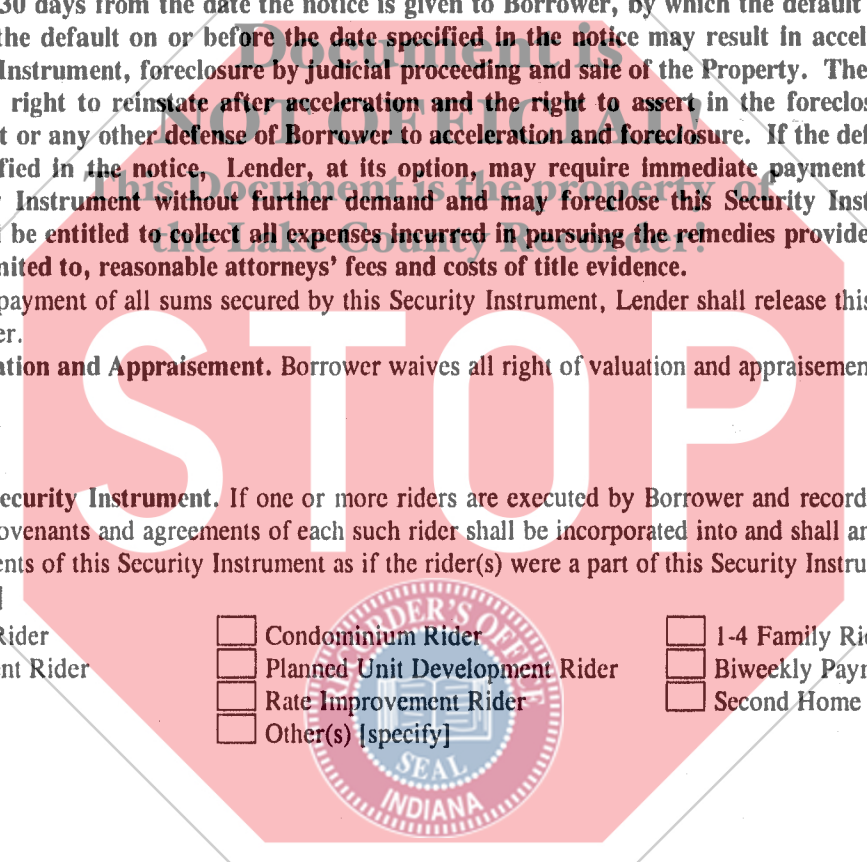 30 days from the date the notice is given to Borrower, by which the default
the default on or before the date specified in the notice may result in accel
Instrument, foreclosure by judicial proceeding and sale of the Property. The
right to reinstate after acceleration and the right to assert in the foreclos
t or any other defense of Borrower to acceleration and foreclosure. If the def
fied in the notice, Lender, at its option, may require immediate payment
y Instrument without further demand and may foreclose this Security Inst
l be entitled to collect all expenses incurred in pursuing the remedies provide
mited to, reasonable attorneys' fees and costs of title evidence.
payment of all sums secured by this Security Instrument, Lender shall release this
er.
ation and Appraisement. Borrower waives all right of valuation and appraisemen
ecurity Instrument. If one or more riders are executed by Borrower and record
ovenants and agreements of each such rider shall be incorporated into and shall am
ents of this Security Instrument as if the rider(s) were a part of this Security Instru
]
Rider
Condominium Rider
1-4 Family Rid
nt Rider
Planned Unit Development Rider
Biweekly Payn
Rate Improvement Rider
Second Home
Other(s) [specify]
Document is
NOT OFFICIAL
This Document is the property of
the Lake County Recorder!
STOP
RECORDER'S OFFICE
SEAL
INDIANA